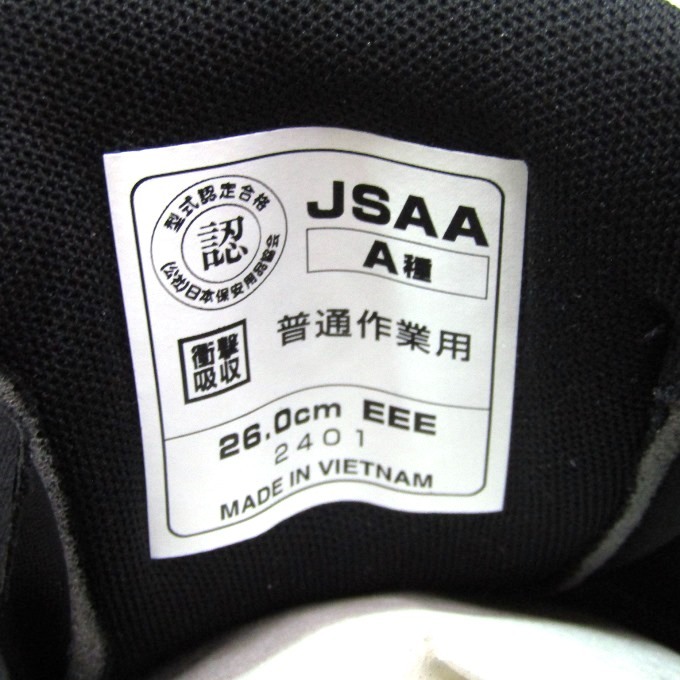 型式認定合格
認
(公社)日本保安用品協会
JSAA
A種
衝撃
吸収
普通作業用
26.0cm EEE
2401
MADE IN VIETNAM